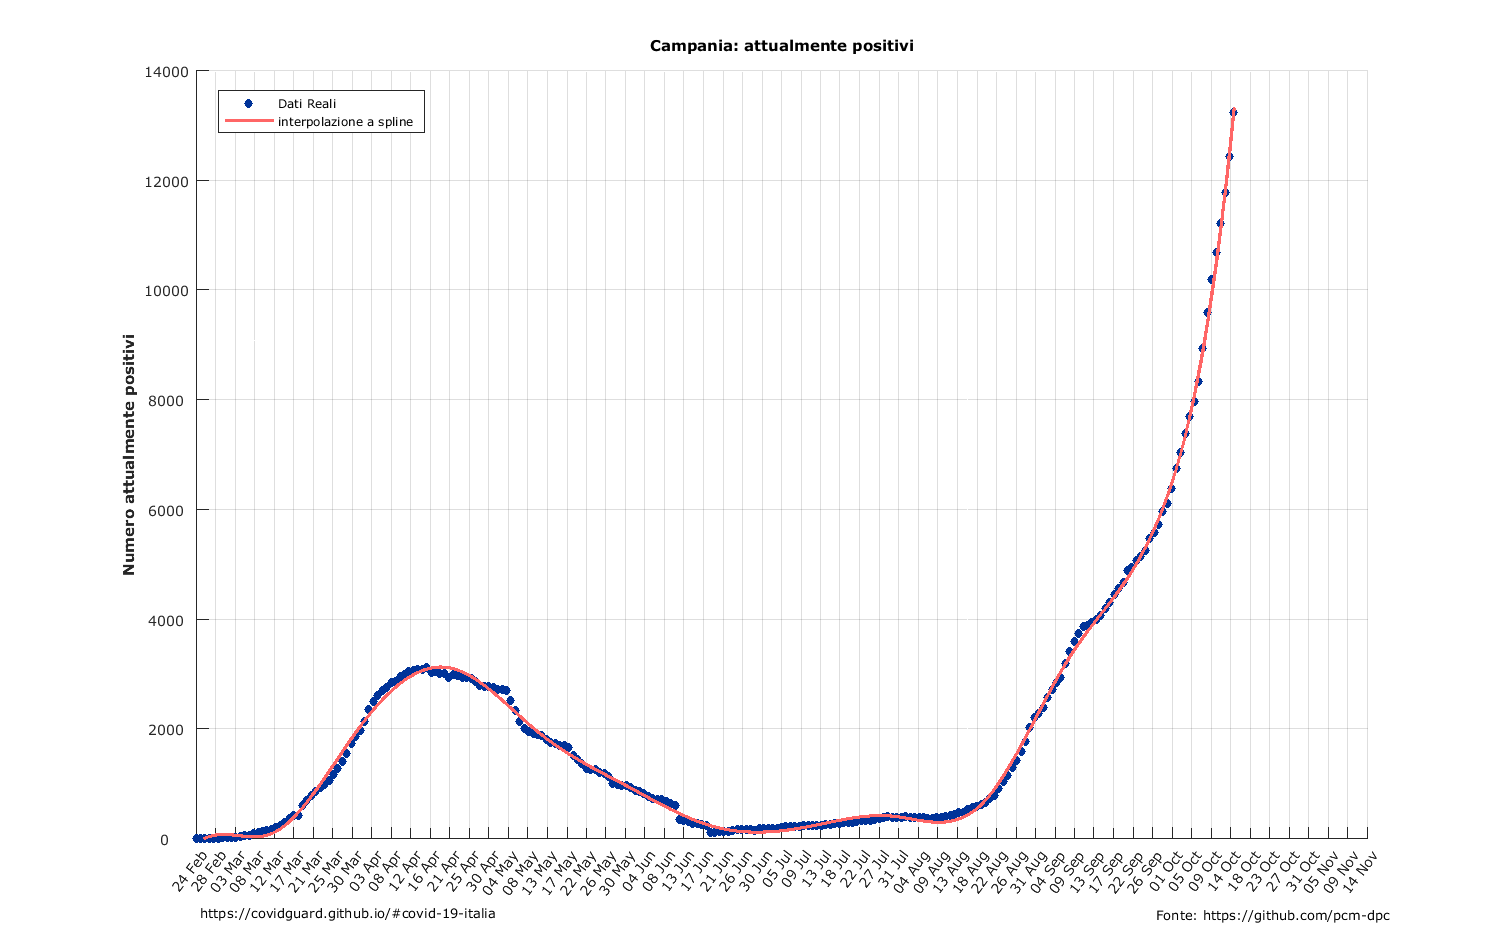 Campania: attualmente positivi
14000
12000
10000
8000
6000
4000
2000
0
Numero attualmente positivi
Dati Reali
interpolazione a spline
24 Feb
28 Feb
03 Mar
08 Mar
12 Mar
17 Mar
21 Mar
25 Mar
30 Mar
03 Apr
08 Apr
12 Apr
16 Apr
21 Apr
25 Apr
30 Apr
04 May
08 May
13 May
17 May
22 May
26 May
30 May
04 Jun
08 Jun
13 Jun
17 Jun
21 Jun
26 Jun
30 Jun
05 Jul
09 Jul
13 Jul
18 Jul
22 Jul
27 Jul
31 Jul
04 Aug
09 Aug
13 Aug
18 Aug
22 Aug
26 Aug
31 Aug
04 Sep
09 Sep
13 Sep
17 Sep
22 Sep
26 Sep
01 Oct
05 Oct
09 Oct
14 Oct
18 Oct
23 Oct
27 Oct
31 Oct
05 Nov
09 Nov
14 Nov
https://covidguard.github.io/#covid-19-italia
Fonte: https://github.com/pcm-dpc